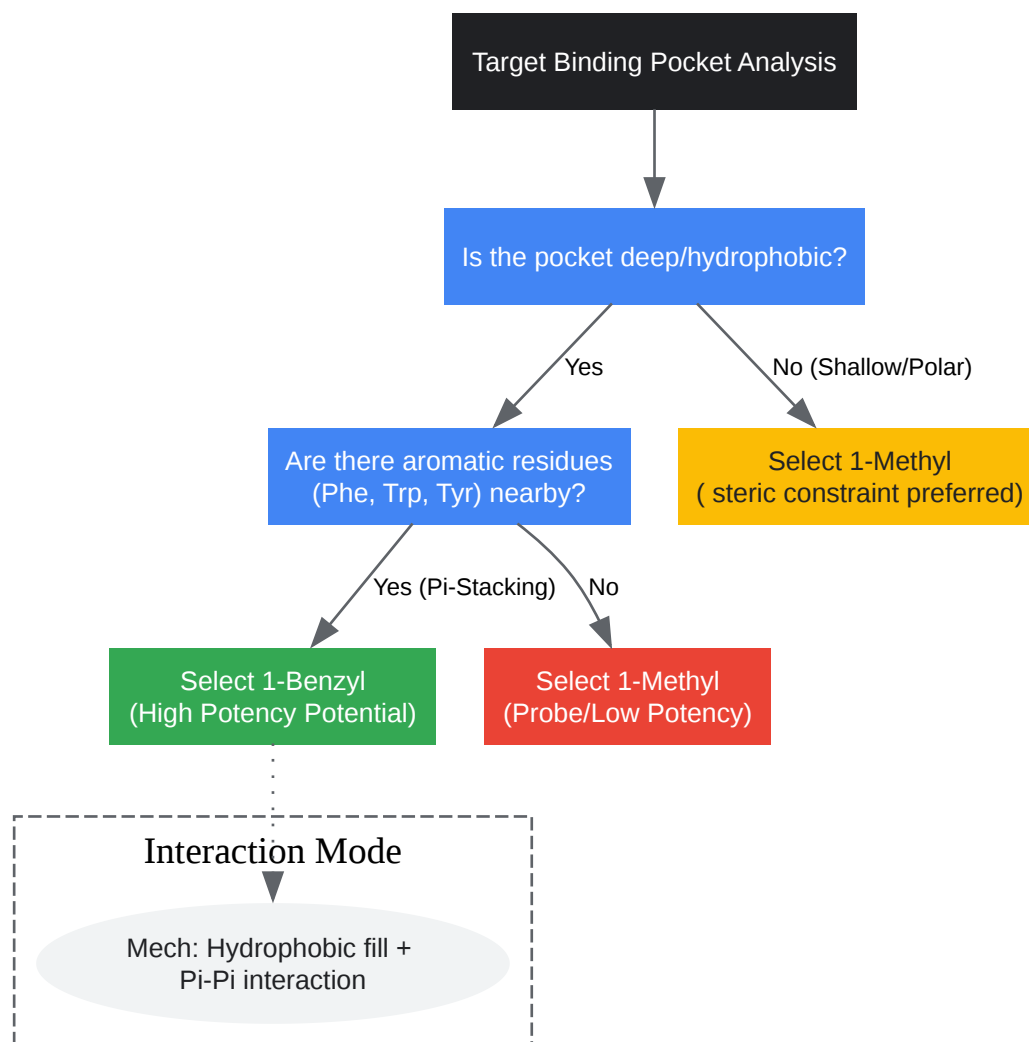 Target Binding Pocket Analysis
Is the pocket deep/hydrophobic?
Yes
No (Shallow/Polar)
Are there aromatic residues
(Phe, Trp, Tyr) nearby?
Select 1-Methyl
( steric constraint preferred)
Yes (Pi-Stacking)
No
Select 1-Benzyl
(High Potency Potential)
Select 1-Methyl
(Probe/Low Potency)
Interaction Mode
Mech: Hydrophobic fill +
Pi-Pi interaction